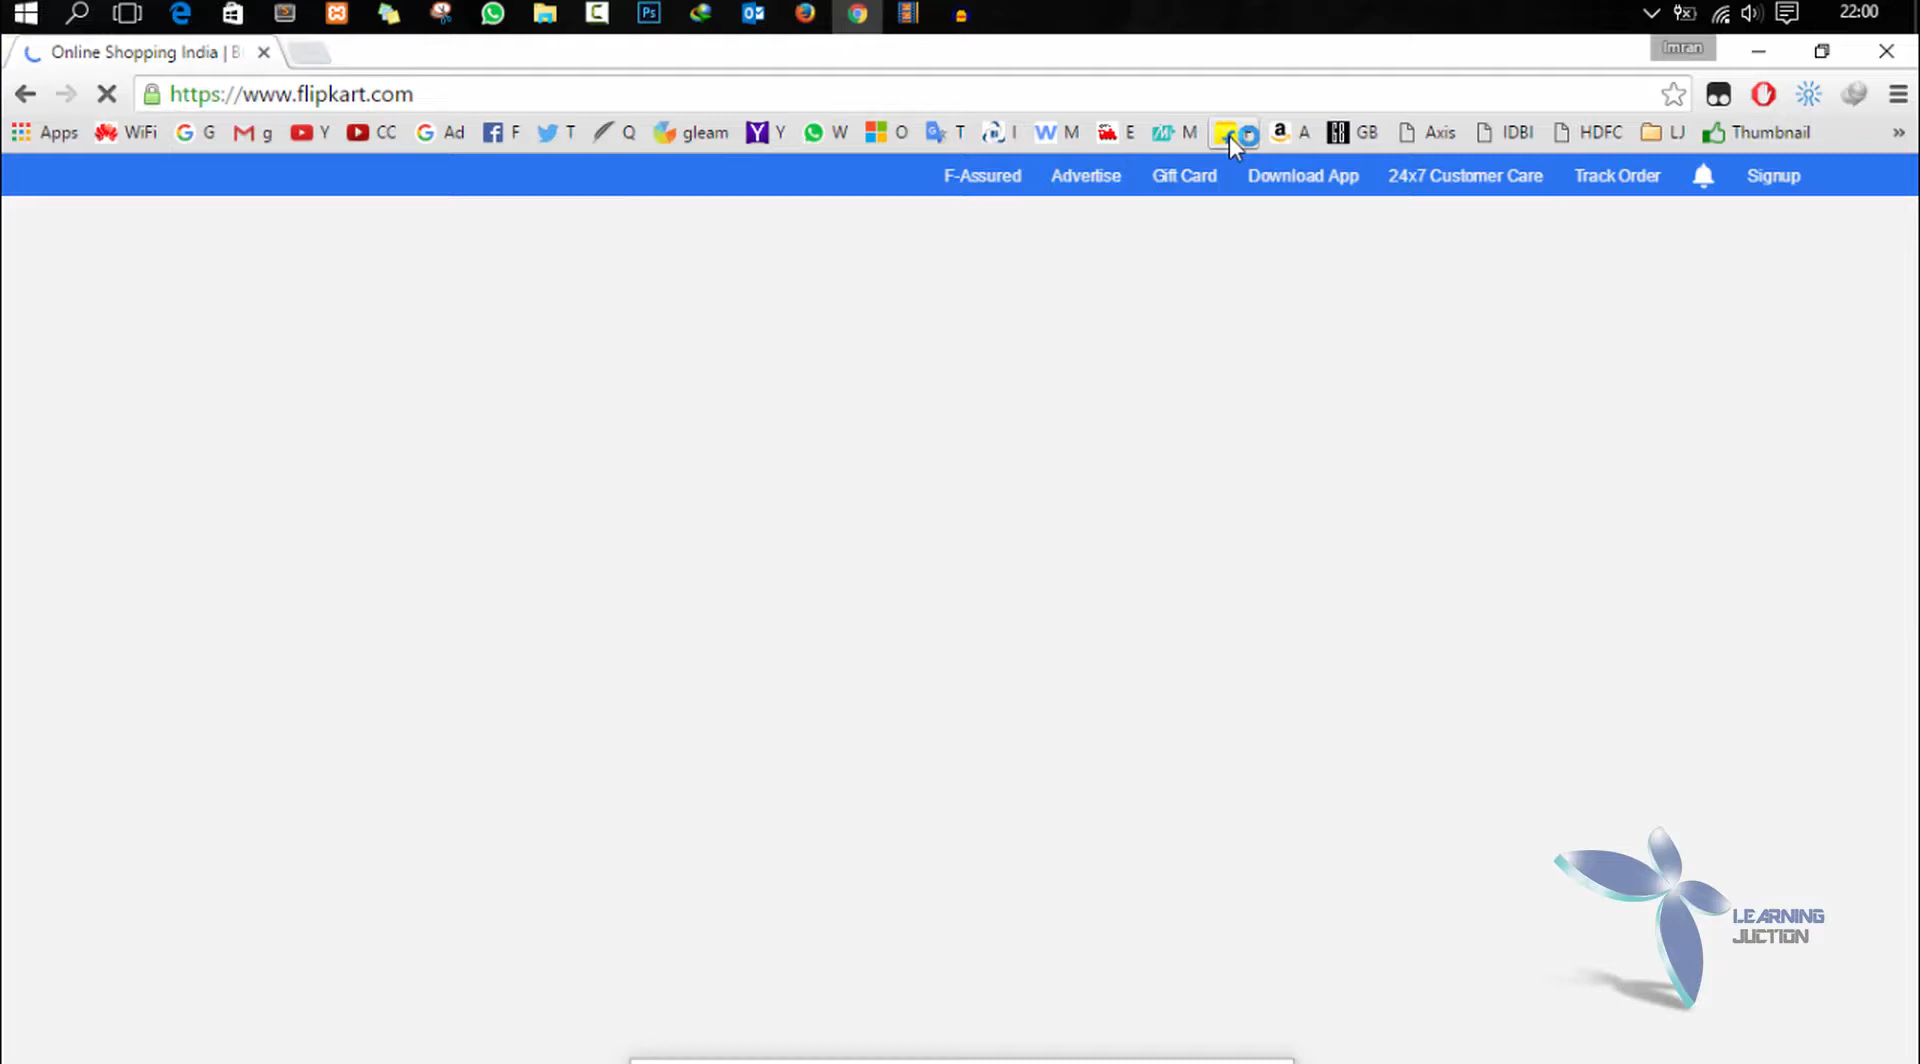 22:00
Online Shopping India | B
Imran
https://www.flipkart.com
Apps WiFi G g Y CC Ad F T Q gleam Y W O T I M E M A GB Axis IDBI HDFC LJ Thumbnail »
F-Assured Advertise Gift Card Download App 24x7 Customer Care Track Order Signup
LEARNING
JUCTION